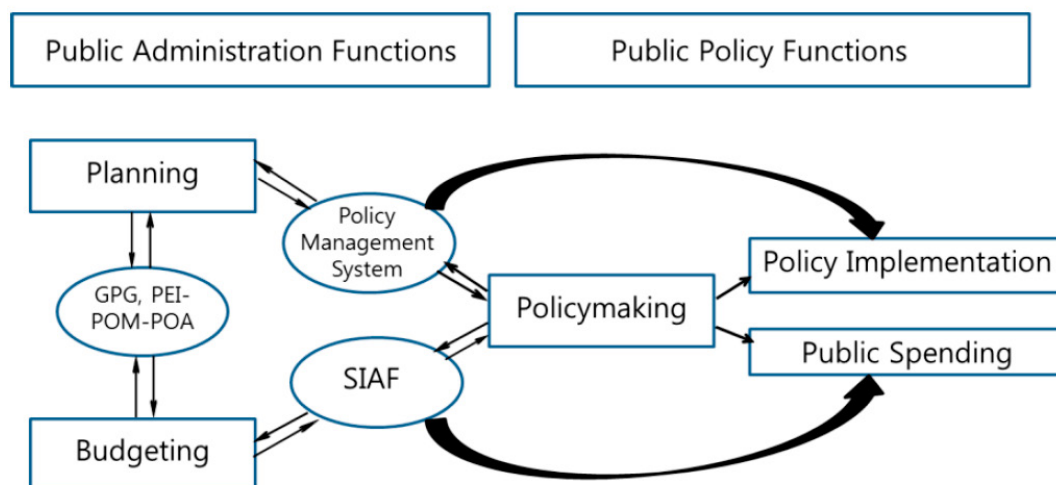 Public Administration Functions
Public Policy Functions
Planning
Policy
Management
System
Policy Implementation
GPG, PEI-
POM-POA
Policymaking
Public Spending
SIAF
Budgeting